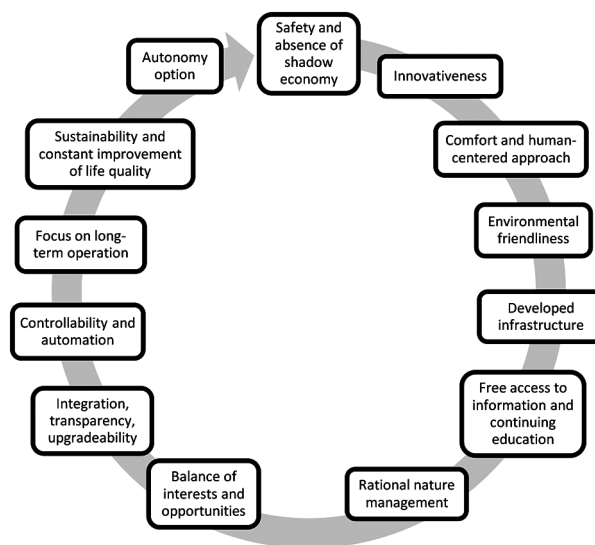 Safety and
absence of
shadow
economy
Innovativeness
Comfort and human-
centered approach
Environmental
friendliness
Developed
infrastructure
Free access to
information and
continuing
education
Rational nature
management
Balance of
interests and
opportunities
Integration,
transparency,
upgradeability
Controllability and
automation
Focus on long-
term operation
Sustainability and
constant improvement
of life quality
Autonomy
option